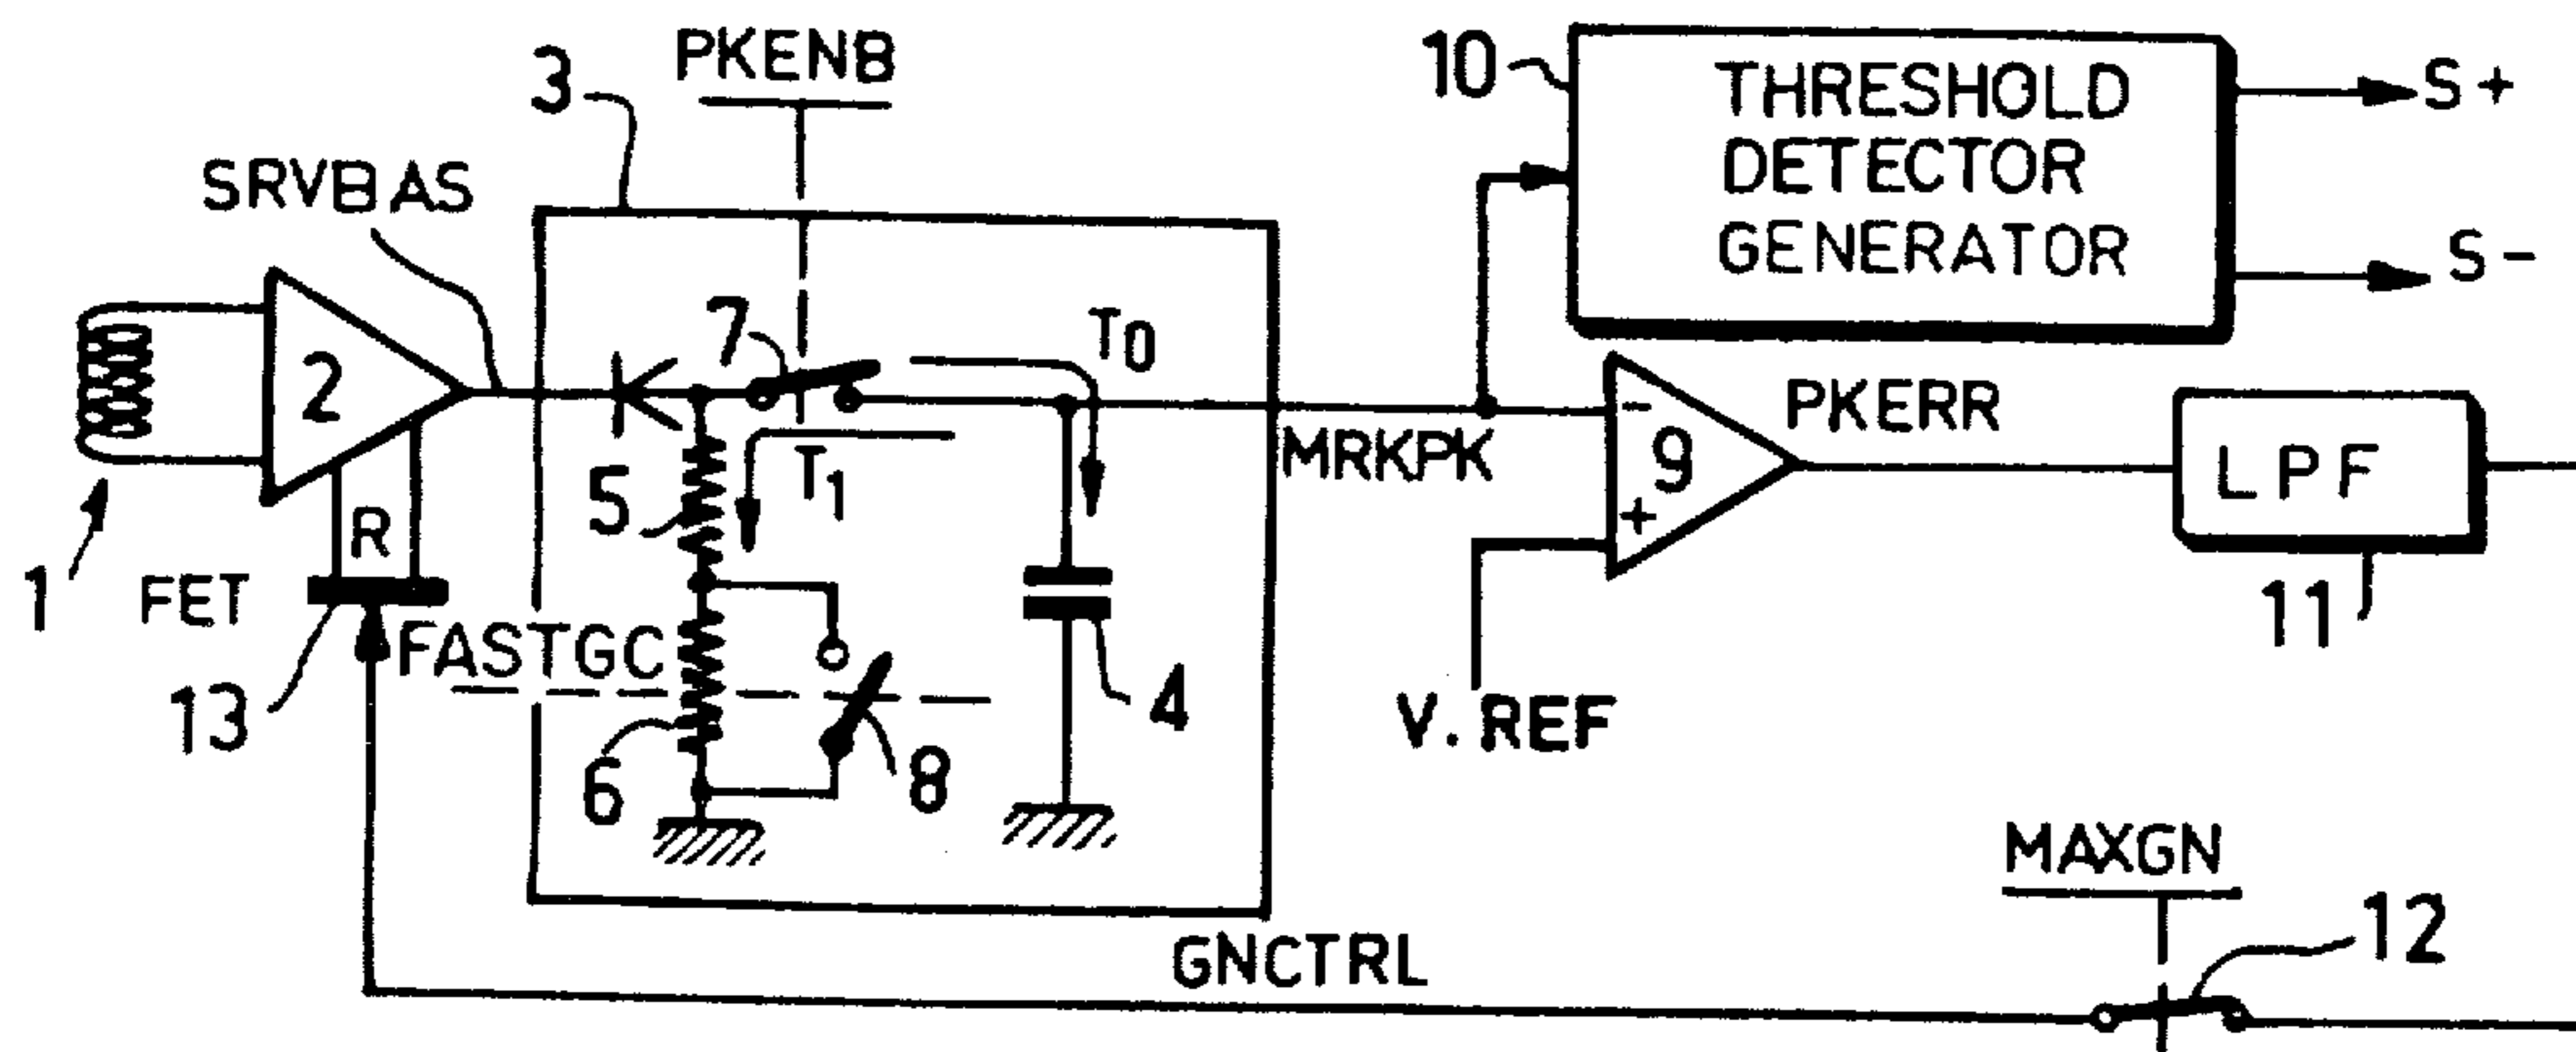 PKENB
3
10
THRESHOLD
DETECTOR
GENERATOR
S+
S-
SRVBAS
7
T0
2
MRKPK
-
9
+
PKERR
LPF
5
T1
R
1
FET
11
FASTGC
13
4
V. REF
6
8
MAXGN
12
GNCTRL